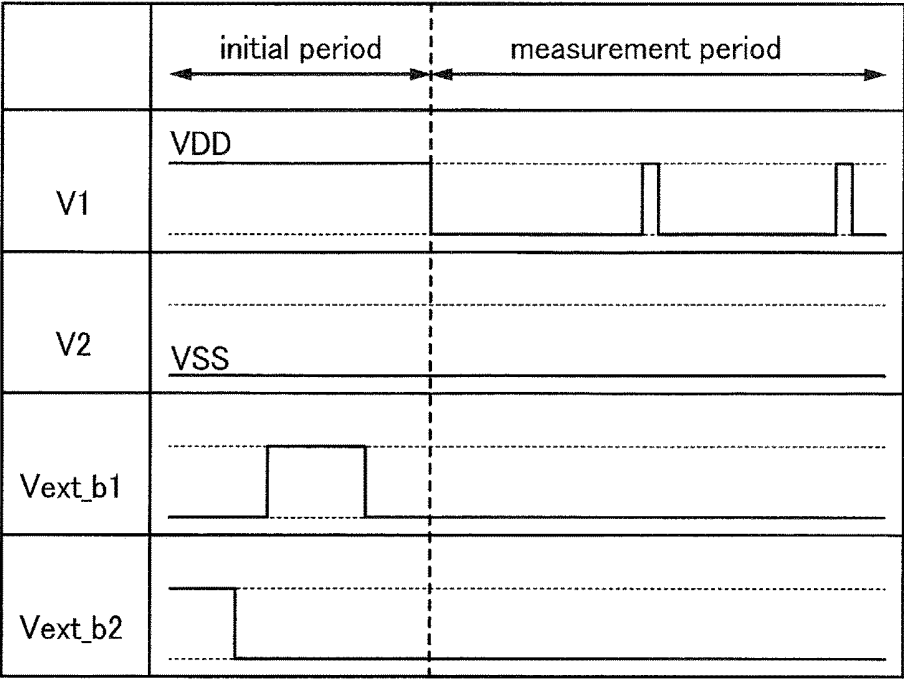 initial period
measurement period
V1
VDD
V2
VSS
Vext_b1
Vext_b2